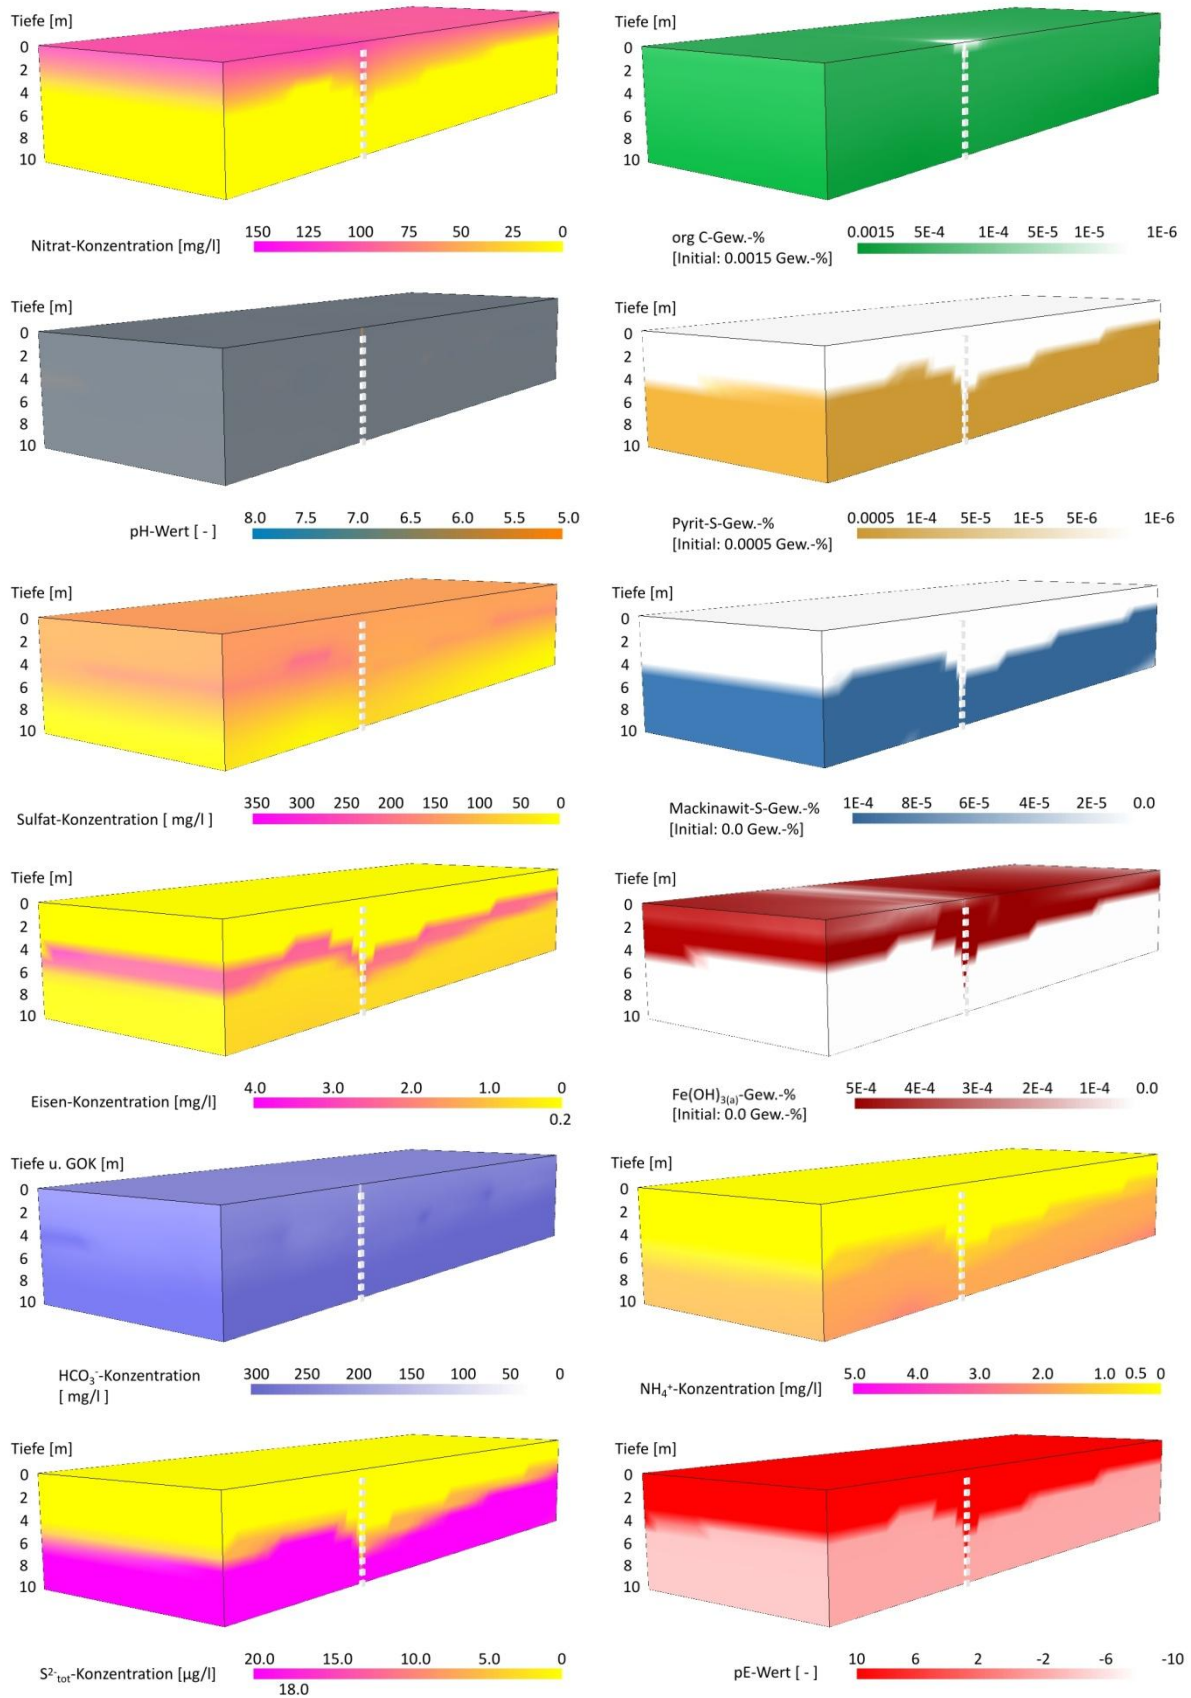 Tiefe [m]
0
2
4
6
8
10
Nitrat-Konzentration [mg/l]
150 125 100 75 50 25 0
Tiefe [m]
0
2
4
6
8
10
org C-Gew.-%
[Initial: 0.0015 Gew.-%]
0.0015 5E-4 1E-4 5E-5 1E-5 1E-6
Tiefe [m]
0
2
4
6
8
10
pH-Wert [ - ]
8.0 7.5 7.0 6.5 6.0 5.5 5.0
Tiefe [m]
0
2
4
6
8
10
Pyrit-S-Gew.-%
[Initial: 0.0005 Gew.-%]
0.0005 1E-4 5E-5 1E-5 5E-6 1E-6
Tiefe [m]
0
2
4
6
8
10
Sulfat-Konzentration [ mg/l ]
350 300 250 200 150 100 50 0
Tiefe [m]
0
2
4
6
8
10
Mackinawit-S-Gew.-%
[Initial: 0.0 Gew.-%]
1E-4 8E-5 6E-5 4E-5 2E-5 0.0
Tiefe [m]
0
2
4
6
8
10
Eisen-Konzentration [mg/l]
4.0 3.0 2.0 1.0 0
0.2
Tiefe [m]
0
2
4
6
8
10
Fe(OH)3(a)-Gew.-%
[Initial: 0.0 Gew.-%]
5E-4 4E-4 3E-4 2E-4 1E-4 0.0
Tiefe u. GOK [m]
0
2
4
6
8
10
HCO₃⁻-Konzentration
[ mg/l ]
300 250 200 150 100 50 0
Tiefe [m]
0
2
4
6
8
10
NH₄⁺-Konzentration [mg/l]
5.0 4.0 3.0 2.0 1.0 0.5 0
Tiefe [m]
0
2
4
6
8
10
S²⁻tot-Konzentration [µg/l]
20.0 15.0 10.0 5.0 0
18.0
Tiefe [m]
0
2
4
6
8
10
pE-Wert [ - ]
10 6 2 -2 -6 -10